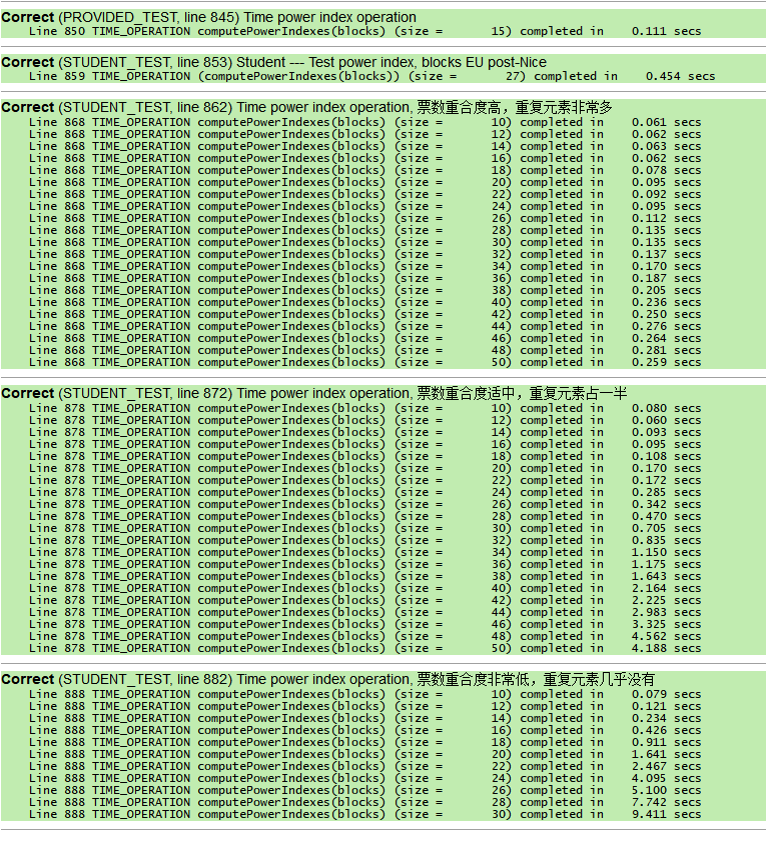 Correct (PROVIDED_TEST, line 845) Time power index operation
Line 850 TIME_OPERATION computePowerIndexes(blocks) (size = 15) completed in 0.111 secs
Correct (STUDENT_TEST, line 853) Student --- Test power index, blocks EU post-Nice
Line 859 TIME_OPERATION (computePowerIndexes(blocks)) (size = 27) completed in 0.454 secs
Correct (STUDENT_TEST, line 862) Time power index operation, 票数重合度高，重复元素非常多
Line 868 TIME_OPERATION computePowerIndexes(blocks) (size = 10) completed in 0.061 secs
Line 868 TIME_OPERATION computePowerIndexes(blocks) (size = 12) completed in 0.062 secs
Line 868 TIME_OPERATION computePowerIndexes(blocks) (size = 14) completed in 0.063 secs
Line 868 TIME_OPERATION computePowerIndexes(blocks) (size = 16) completed in 0.062 secs
Line 868 TIME_OPERATION computePowerIndexes(blocks) (size = 18) completed in 0.078 secs
Line 868 TIME_OPERATION computePowerIndexes(blocks) (size = 20) completed in 0.095 secs
Line 868 TIME_OPERATION computePowerIndexes(blocks) (size = 22) completed in 0.092 secs
Line 868 TIME_OPERATION computePowerIndexes(blocks) (size = 24) completed in 0.095 secs
Line 868 TIME_OPERATION computePowerIndexes(blocks) (size = 26) completed in 0.112 secs
Line 868 TIME_OPERATION computePowerIndexes(blocks) (size = 28) completed in 0.135 secs
Line 868 TIME_OPERATION computePowerIndexes(blocks) (size = 30) completed in 0.135 secs
Line 868 TIME_OPERATION computePowerIndexes(blocks) (size = 32) completed in 0.137 secs
Line 868 TIME_OPERATION computePowerIndexes(blocks) (size = 34) completed in 0.170 secs
Line 868 TIME_OPERATION computePowerIndexes(blocks) (size = 36) completed in 0.187 secs
Line 868 TIME_OPERATION computePowerIndexes(blocks) (size = 38) completed in 0.205 secs
Line 868 TIME_OPERATION computePowerIndexes(blocks) (size = 40) completed in 0.236 secs
Line 868 TIME_OPERATION computePowerIndexes(blocks) (size = 42) completed in 0.250 secs
Line 868 TIME_OPERATION computePowerIndexes(blocks) (size = 44) completed in 0.276 secs
Line 868 TIME_OPERATION computePowerIndexes(blocks) (size = 46) completed in 0.264 secs
Line 868 TIME_OPERATION computePowerIndexes(blocks) (size = 48) completed in 0.281 secs
Line 868 TIME_OPERATION computePowerIndexes(blocks) (size = 50) completed in 0.259 secs
Correct (STUDENT_TEST, line 872) Time power index operation, 票数重合度适中，重复元素占一半
Line 878 TIME_OPERATION computePowerIndexes(blocks) (size = 10) completed in 0.080 secs
Line 878 TIME_OPERATION computePowerIndexes(blocks) (size = 12) completed in 0.060 secs
Line 878 TIME_OPERATION computePowerIndexes(blocks) (size = 14) completed in 0.093 secs
Line 878 TIME_OPERATION computePowerIndexes(blocks) (size = 16) completed in 0.095 secs
Line 878 TIME_OPERATION computePowerIndexes(blocks) (size = 18) completed in 0.108 secs
Line 878 TIME_OPERATION computePowerIndexes(blocks) (size = 20) completed in 0.170 secs
Line 878 TIME_OPERATION computePowerIndexes(blocks) (size = 22) completed in 0.172 secs
Line 878 TIME_OPERATION computePowerIndexes(blocks) (size = 24) completed in 0.285 secs
Line 878 TIME_OPERATION computePowerIndexes(blocks) (size = 26) completed in 0.342 secs
Line 878 TIME_OPERATION computePowerIndexes(blocks) (size = 28) completed in 0.470 secs
Line 878 TIME_OPERATION computePowerIndexes(blocks) (size = 30) completed in 0.705 secs
Line 878 TIME_OPERATION computePowerIndexes(blocks) (size = 32) completed in 0.835 secs
Line 878 TIME_OPERATION computePowerIndexes(blocks) (size = 34) completed in 1.150 secs
Line 878 TIME_OPERATION computePowerIndexes(blocks) (size = 36) completed in 1.175 secs
Line 878 TIME_OPERATION computePowerIndexes(blocks) (size = 38) completed in 1.643 secs
Line 878 TIME_OPERATION computePowerIndexes(blocks) (size = 40) completed in 2.164 secs
Line 878 TIME_OPERATION computePowerIndexes(blocks) (size = 42) completed in 2.225 secs
Line 878 TIME_OPERATION computePowerIndexes(blocks) (size = 44) completed in 2.983 secs
Line 878 TIME_OPERATION computePowerIndexes(blocks) (size = 46) completed in 3.325 secs
Line 878 TIME_OPERATION computePowerIndexes(blocks) (size = 48) completed in 4.562 secs
Line 878 TIME_OPERATION computePowerIndexes(blocks) (size = 50) completed in 4.188 secs
Correct (STUDENT_TEST, line 882) Time power index operation, 票数重合度非常低，重复元素几乎没有
Line 888 TIME_OPERATION computePowerIndexes(blocks) (size = 10) completed in 0.079 secs
Line 888 TIME_OPERATION computePowerIndexes(blocks) (size = 12) completed in 0.121 secs
Line 888 TIME_OPERATION computePowerIndexes(blocks) (size = 14) completed in 0.234 secs
Line 888 TIME_OPERATION computePowerIndexes(blocks) (size = 16) completed in 0.426 secs
Line 888 TIME_OPERATION computePowerIndexes(blocks) (size = 18) completed in 0.911 secs
Line 888 TIME_OPERATION computePowerIndexes(blocks) (size = 20) completed in 1.641 secs
Line 888 TIME_OPERATION computePowerIndexes(blocks) (size = 22) completed in 2.467 secs
Line 888 TIME_OPERATION computePowerIndexes(blocks) (size = 24) completed in 4.095 secs
Line 888 TIME_OPERATION computePowerIndexes(blocks) (size = 26) completed in 5.100 secs
Line 888 TIME_OPERATION computePowerIndexes(blocks) (size = 28) completed in 7.742 secs
Line 888 TIME_OPERATION computePowerIndexes(blocks) (size = 30) completed in 9.411 secs